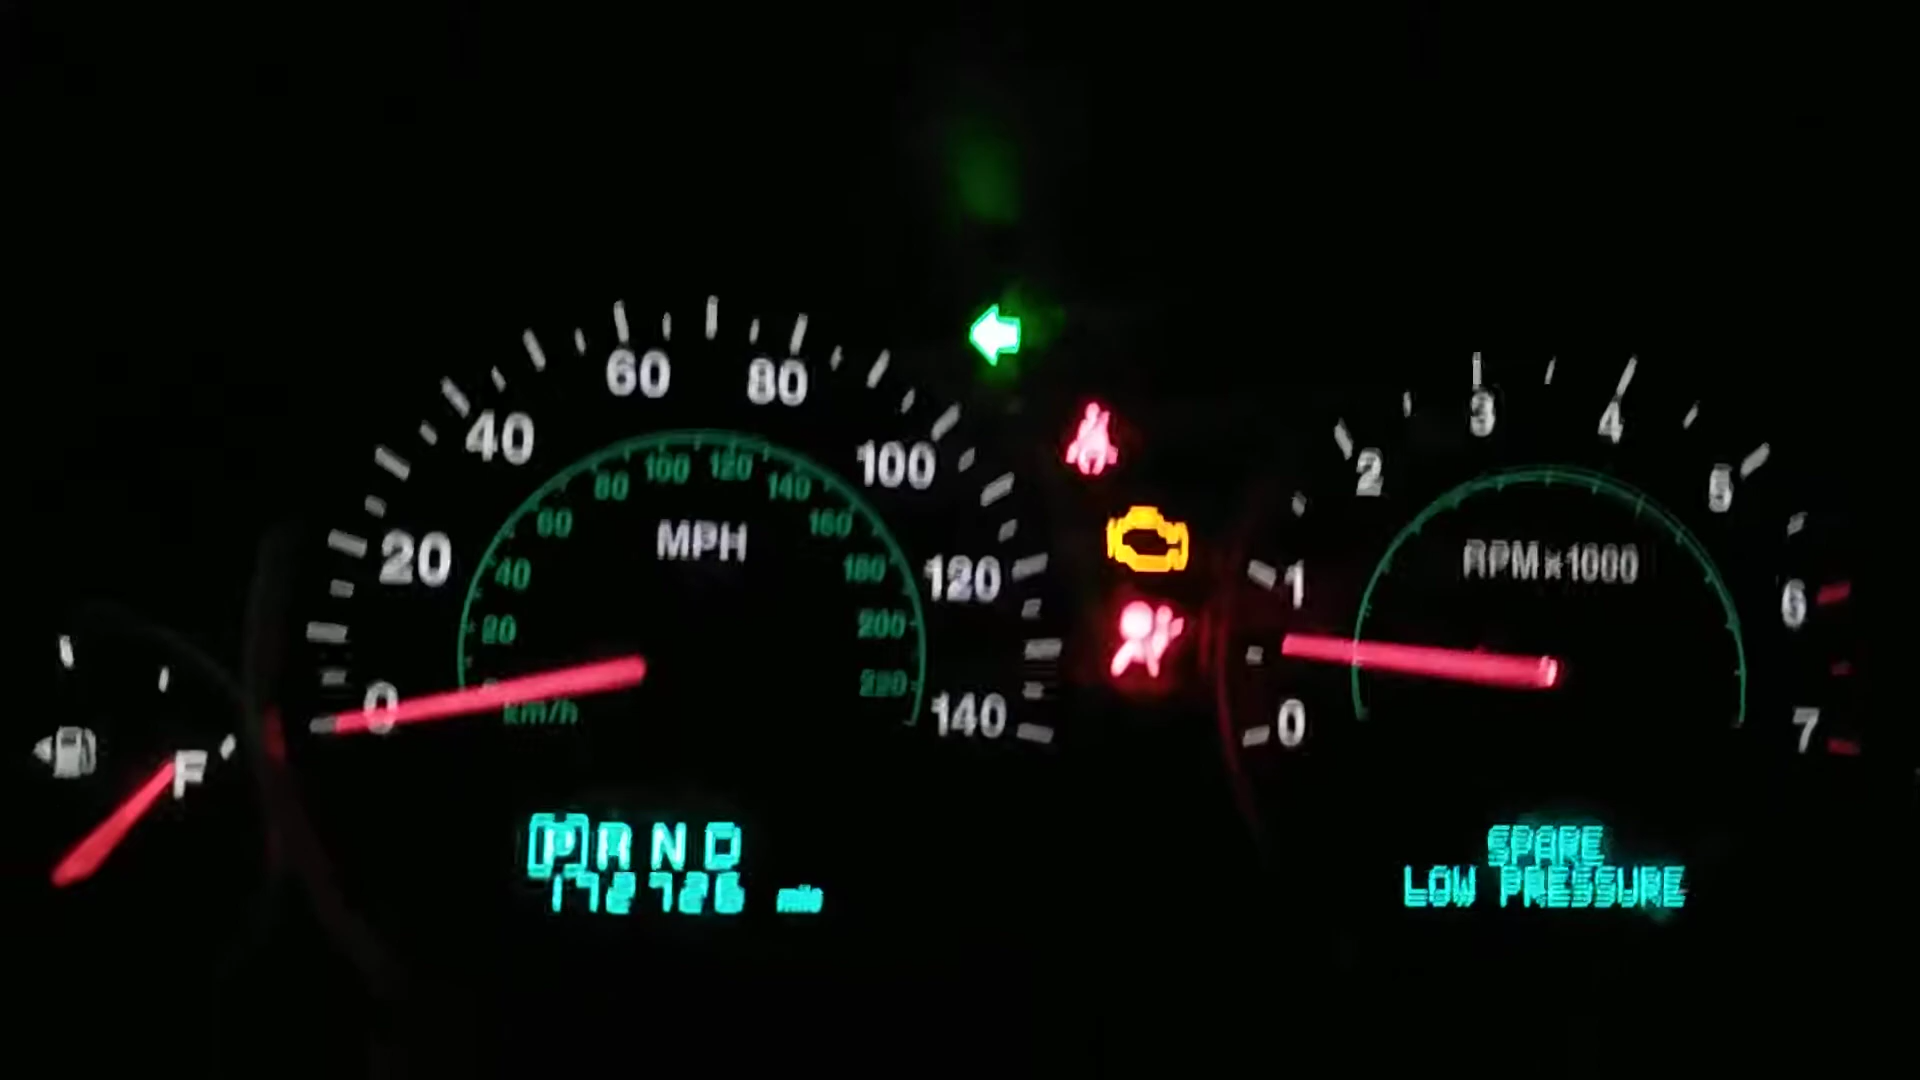 60 80
40 100
20 120
0 140
MPH
80 100 120 140
60 160
40 180
20 200
220
km/h
F
P R N D
172726 mile
3 4
2 5
1 6
0 7
RPM x 1000
SPARE
LOW PRESSURE